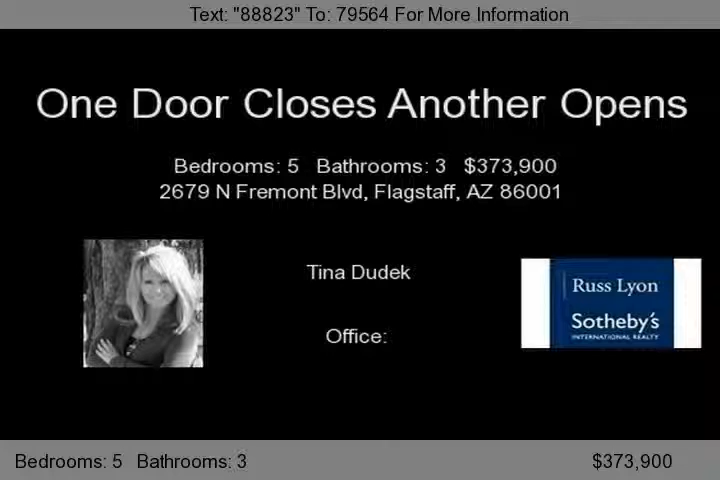 Text: "88823" To: 79564 For More Information
One Door Closes Another Opens
Bedrooms: 5 Bathrooms: 3 $373,900
2679 N Fremont Blvd, Flagstaff, AZ 86001
Tina Dudek
Office:
Russ Lyon
Sotheby's
INTERNATIONAL REALTY
Bedrooms: 5 Bathrooms: 3 $373,900